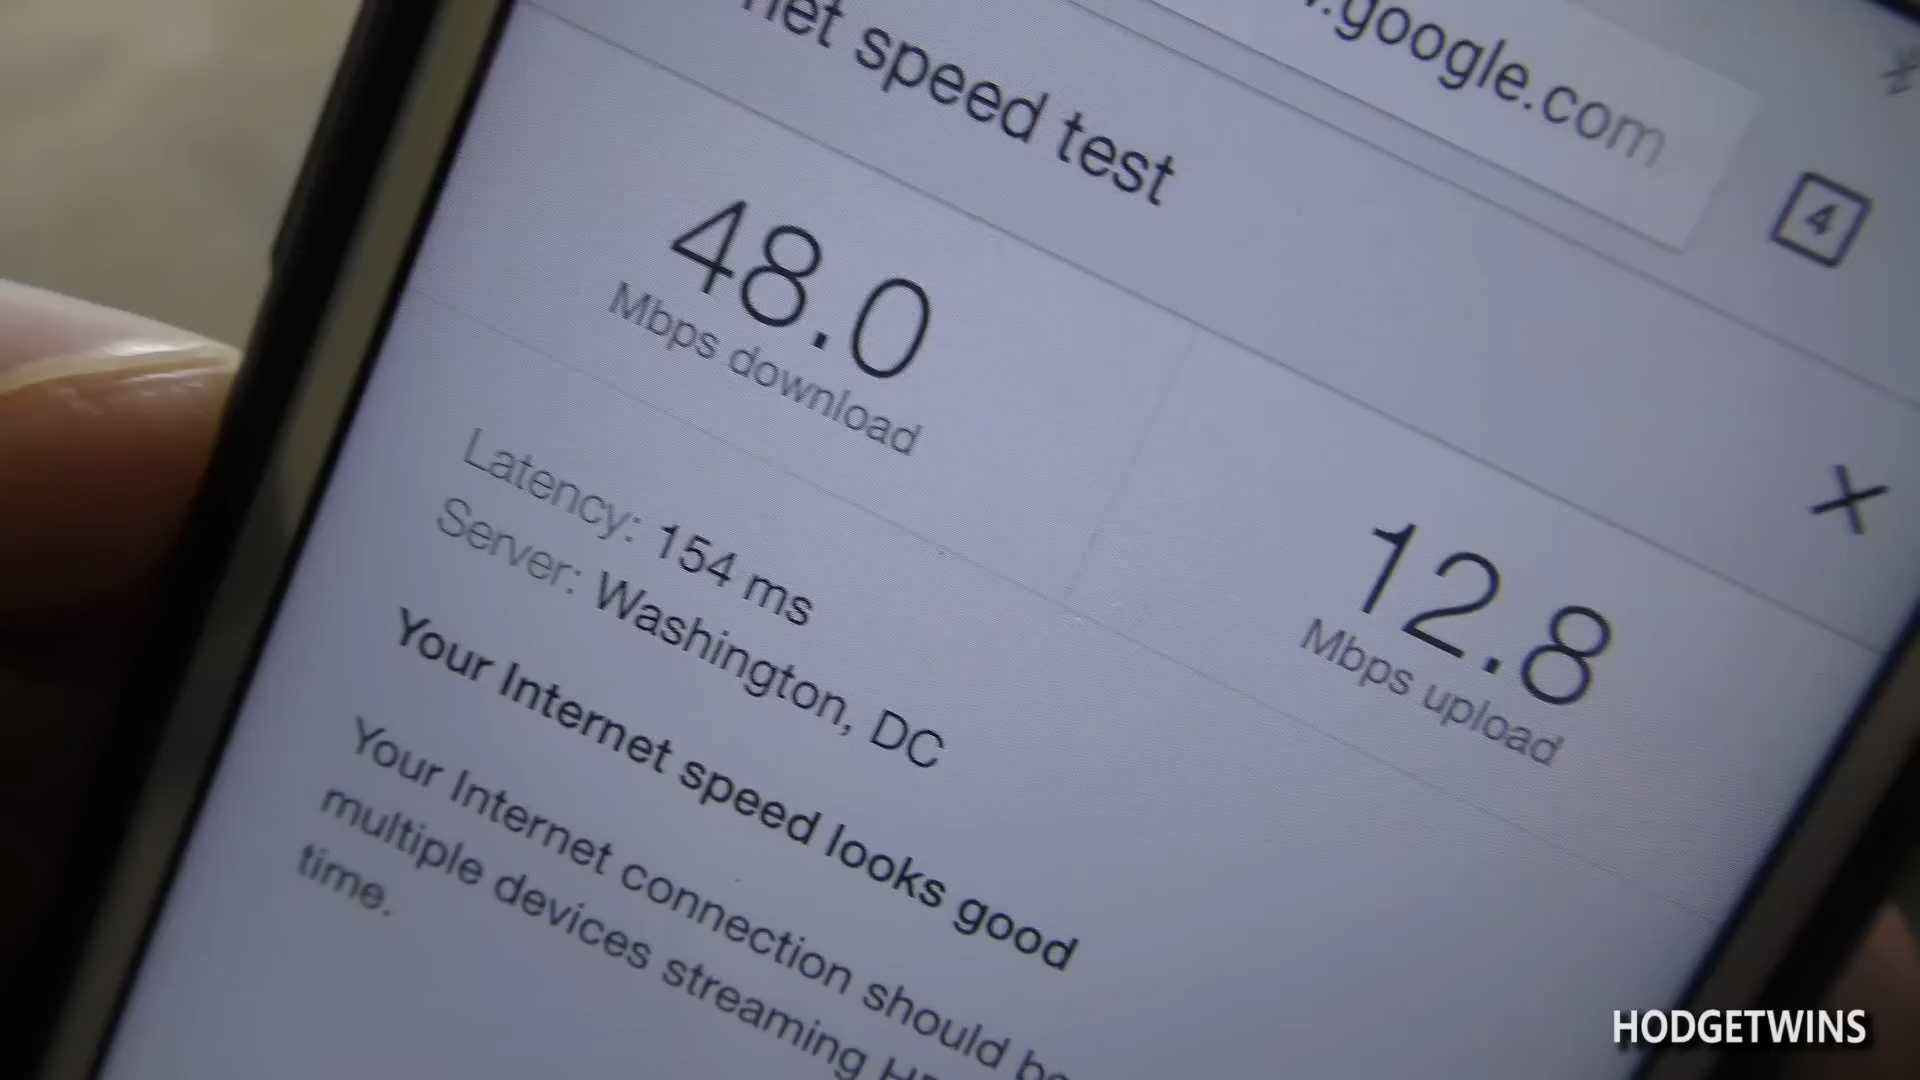 .google.com
4
net speed test
48.0
Mbps download
12.8
Mbps upload
Latency: 154 ms
Server: Washington, DC
Your Internet speed looks good
Your Internet connection should
multiple devices streaming
time.
HODGETWINS